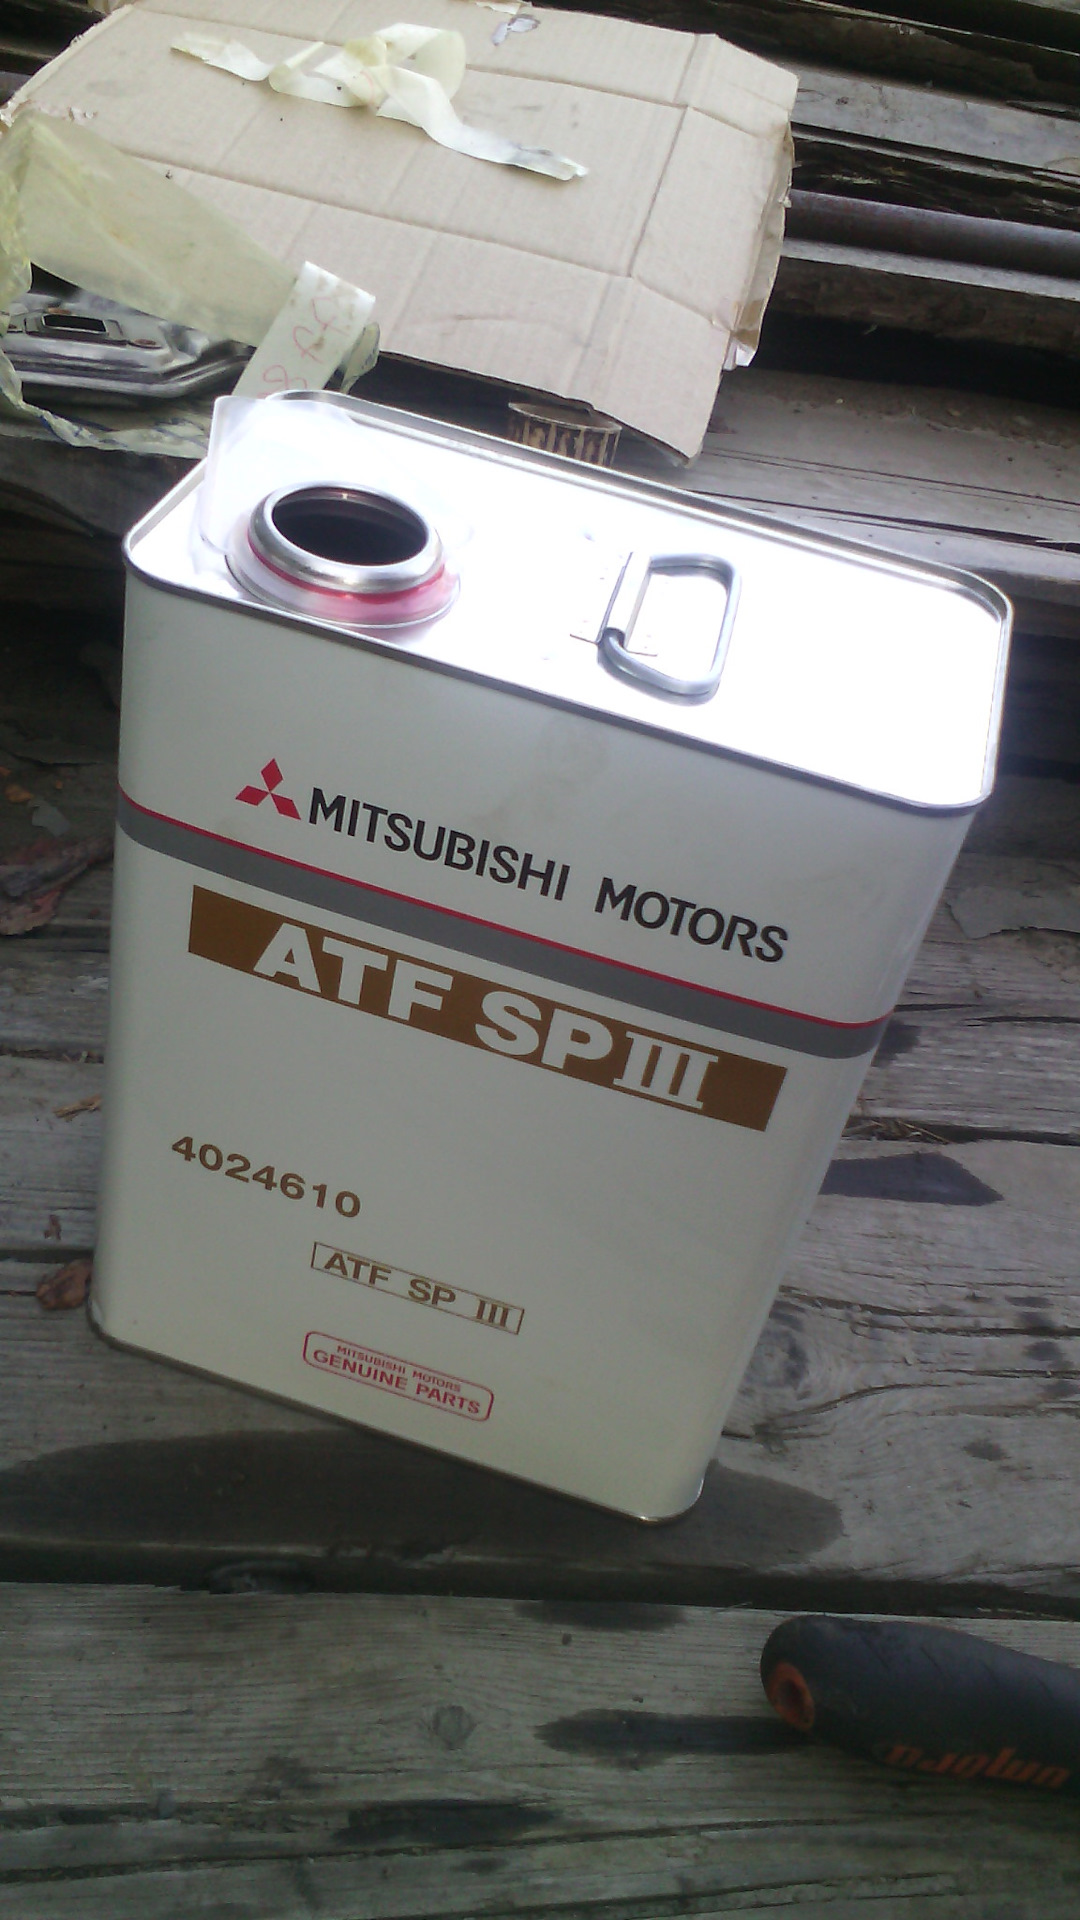 MITSUBISHI MOTORS
ATF SP III
4024610
ATF SP III
MITSUBISHI MOTORS
GENUINE PARTS